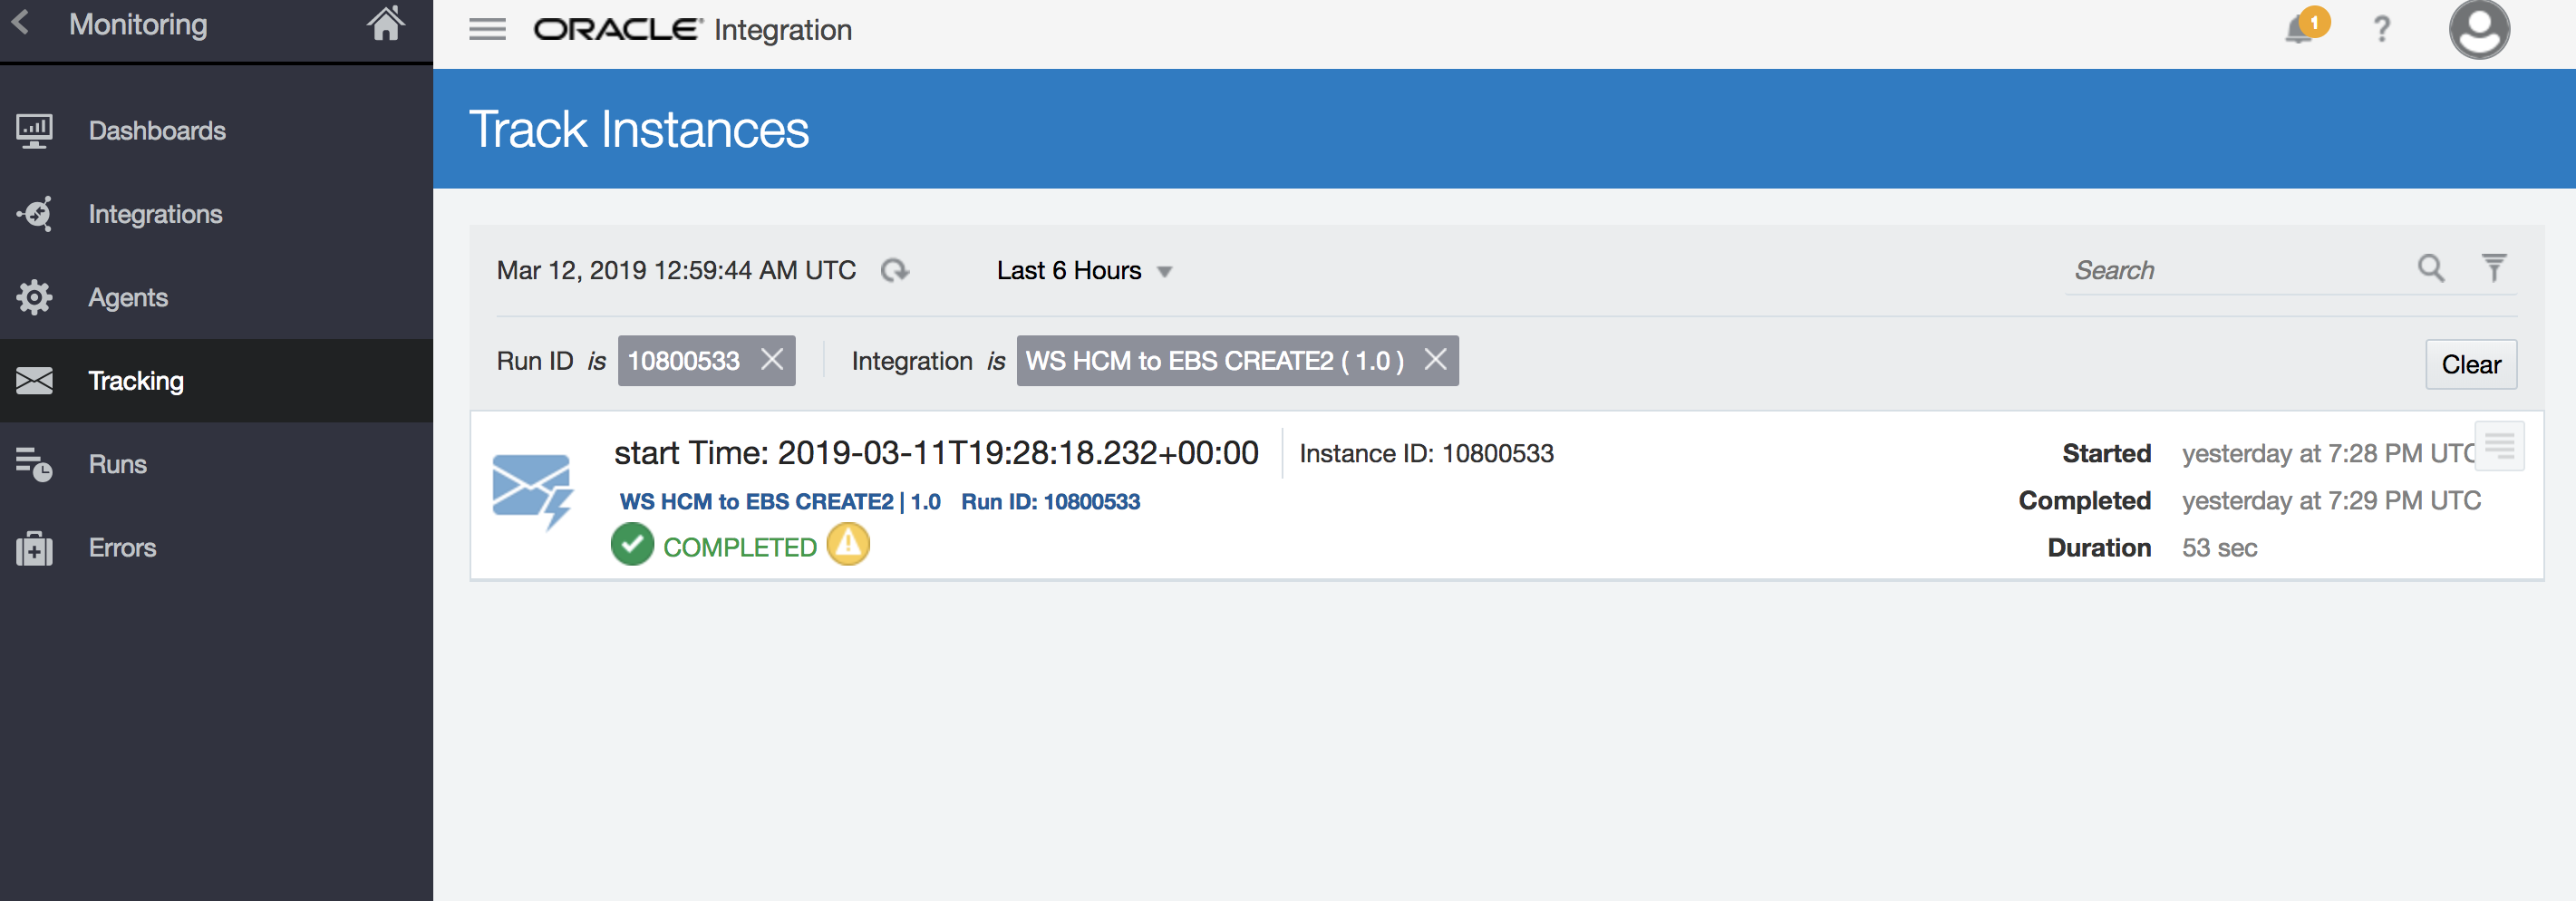 Monitoring
ORACLE Integration
1
?
Dashboards
Integrations
Agents
Tracking
Runs
Errors
Track Instances
Mar 12, 2019 12:59:44 AM UTC
Last 6 Hours
Search
Run ID is 10800533
Integration is WS HCM to EBS CREATE2 ( 1.0 )
Clear
start Time: 2019-03-11T19:28:18.232+00:00
Instance ID: 10800533
WS HCM to EBS CREATE2 | 1.0 Run ID: 10800533
COMPLETED
Started yesterday at 7:28 PM UTC
Completed yesterday at 7:29 PM UTC
Duration 53 sec